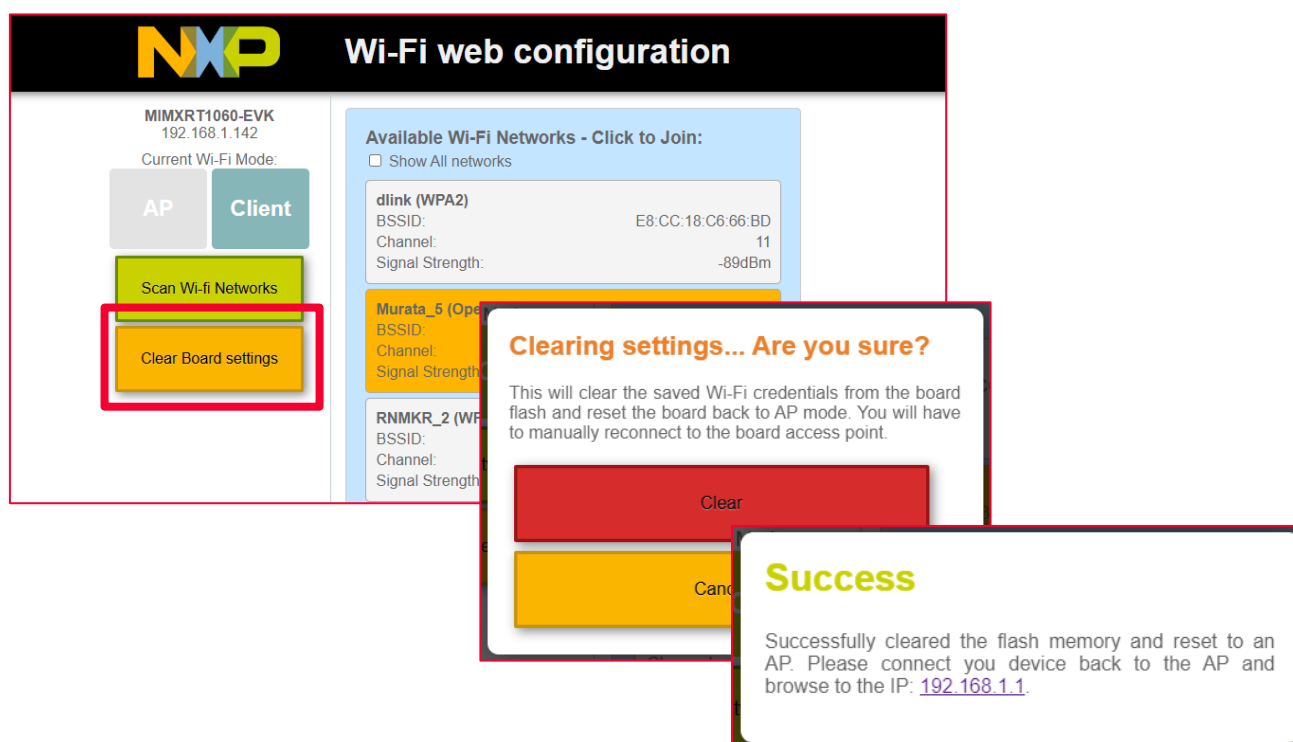 NXP
Wi-Fi web configuration
MIMXRT1060-EVK
192.168.1.142
Current Wi-Fi Mode:
AP
Client
Scan Wi-fi Networks
Clear Board settings
Available Wi-Fi Networks - Click to Join:
Show All networks
dlink (WPA2)
BSSID: E8:CC:18:C6:66:BD
Channel: 11
Signal Strength: -89dBm
Murata_5
BSSID:
Channel:
Signal Strength
RNMKR_2
BSSID:
Channel:
Signal Strength
Clearing settings... Are you sure?
This will clear the saved Wi-Fi credentials from the board
flash and reset the board back to AP mode. You will have
to manually reconnect to the board access point.
Clear
Success
Successfully cleared the flash memory and reset to an
AP. Please connect you device back to the AP and
browse to the IP: 192.168.1.1.